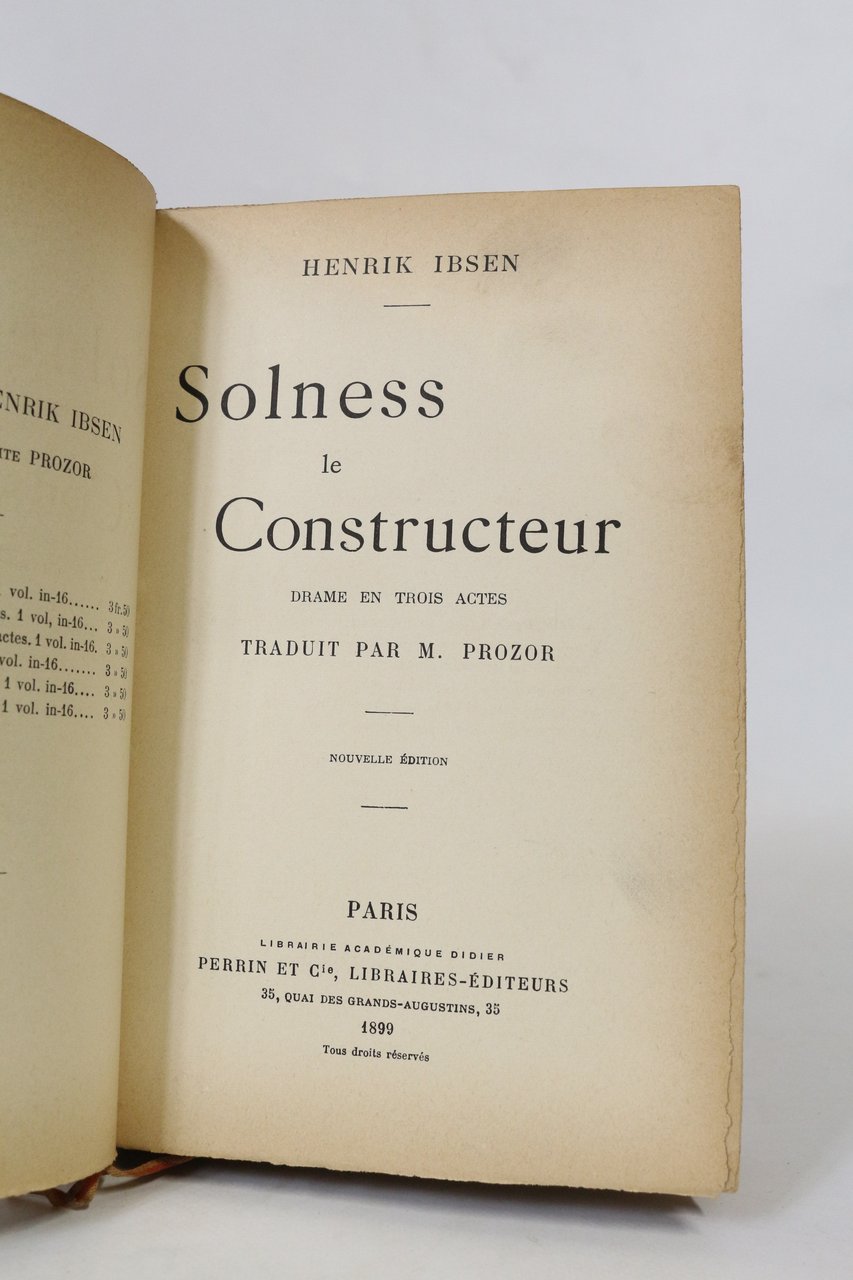 ENRIK IBSEN
ITE PROZOR
vol. in-16...... 3 fr. 50
s. 1 vol, in-16... 3 » 50
actes. 1 vol. in-16. 3 » 50
vol. in-16....... 3 » 50
1 vol. in-16.... 3 » 50
1 vol. in-16.... 3 » 50
HENRIK IBSEN
Solness
le
Constructeur
DRAME EN TROIS ACTES
TRADUIT PAR M. PROZOR
NOUVELLE ÉDITION
PARIS
LIBRAIRIE ACADÉMIQUE DIDIER
PERRIN ET Cie, LIBRAIRES-ÉDITEURS
35, QUAI DES GRANDS-AUGUSTINS, 35
1899
Tous droits réservés